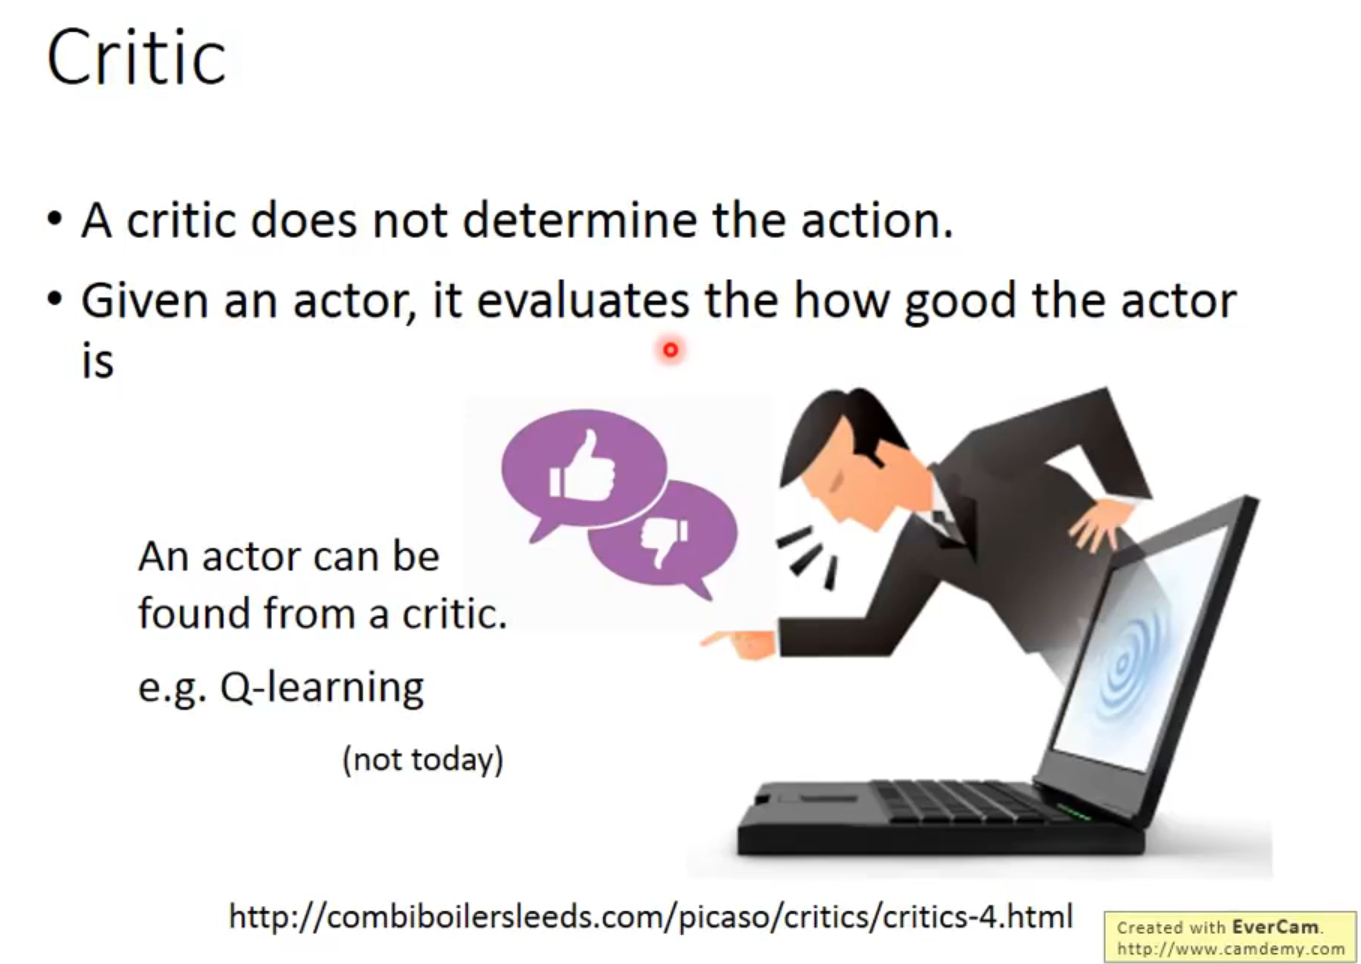 Critic
• A critic does not determine the action.
• Given an actor, it evaluates the how good the actor
is
An actor can be
found from a critic.
e.g. Q-learning
(not today)
http://combiboilersleeds.com/picaso/critics/critics-4.html
Created with EverCam.
http://www.camdemy.com